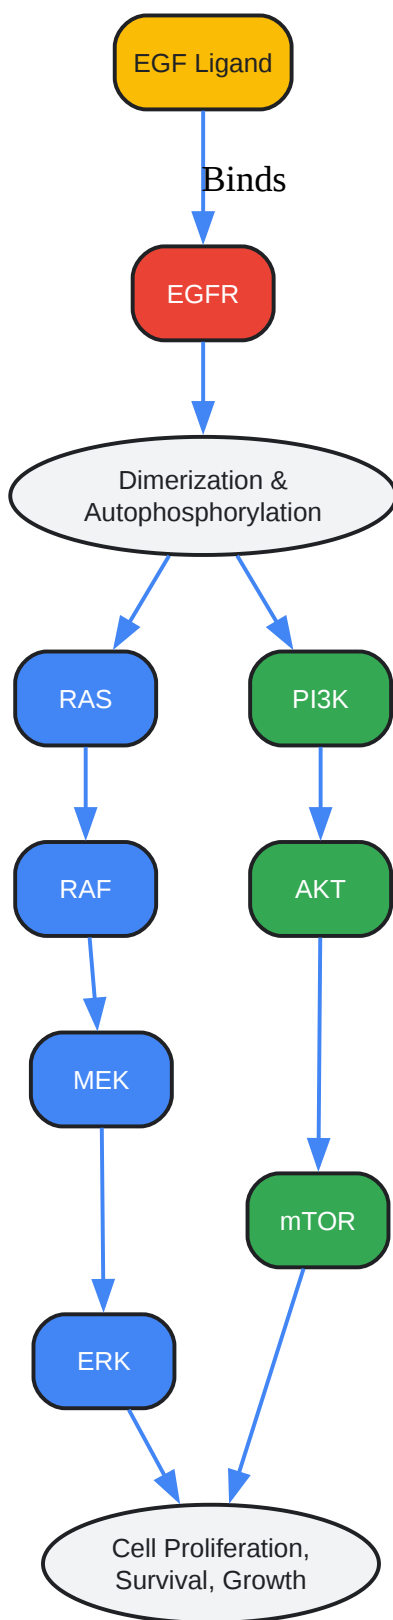 EGF Ligand
Binds
EGFR
Dimerization &
Autophosphorylation
RAS
PI3K
RAF
AKT
MEK
mTOR
ERK
Cell Proliferation,
Survival, Growth